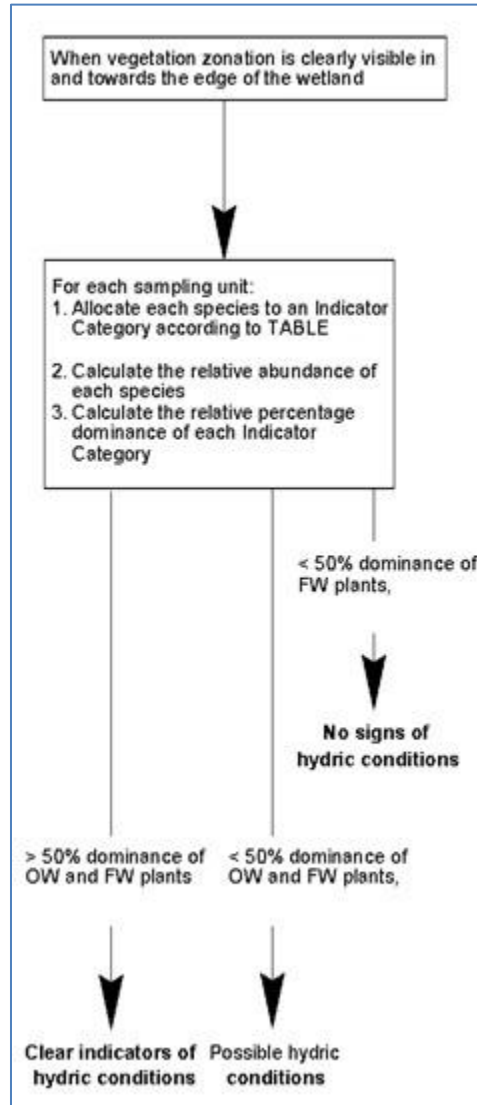 When vegetation zonation is clearly visible in
and towards the edge of the wetland
For each sampling unit:
1. Allocate each species to an Indicator
Category according to TABLE
2. Calculate the relative abundance of
each species
3. Calculate the relative percentage
dominance of each Indicator
Category
< 50% dominance of
FW plants,
No signs of
hydric conditions
> 50% dominance of
OW and FW plants
< 50% dominance of
OW and FW plants,
Clear indicators of
hydric conditions
Possible hydric
conditions